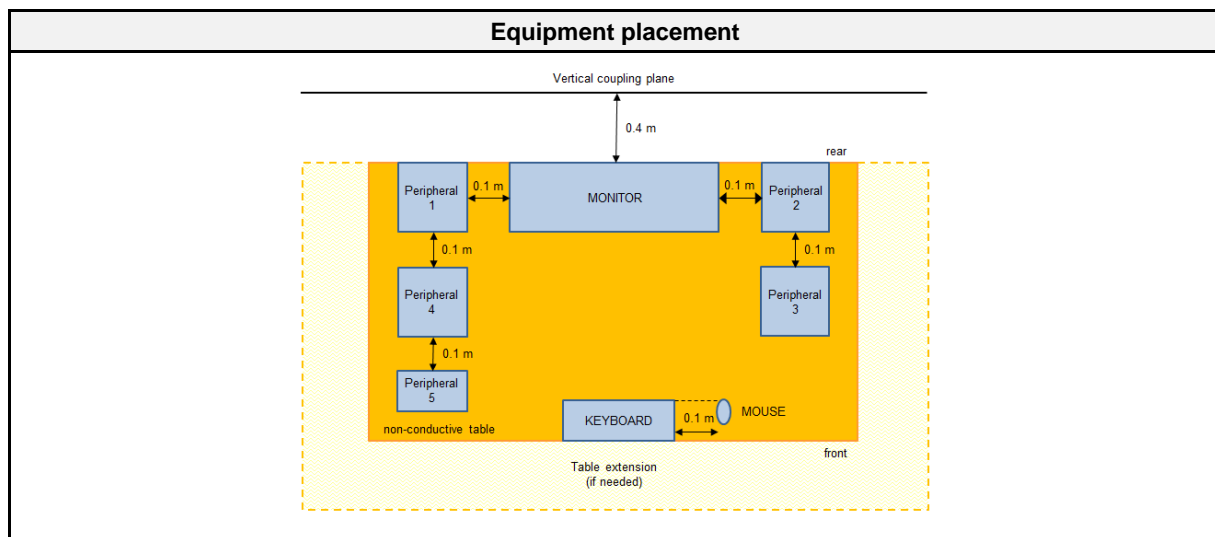 Equipment placement
Vertical coupling plane
0.4 m
rear
Peripheral
1
0.1 m
MONITOR
0.1 m
Peripheral
2
0.1 m
0.1 m
Peripheral
4
Peripheral
3
0.1 m
Peripheral
5
KEYBOARD
0.1 m
MOUSE
non-conductive table
front
Table extension
(if needed)